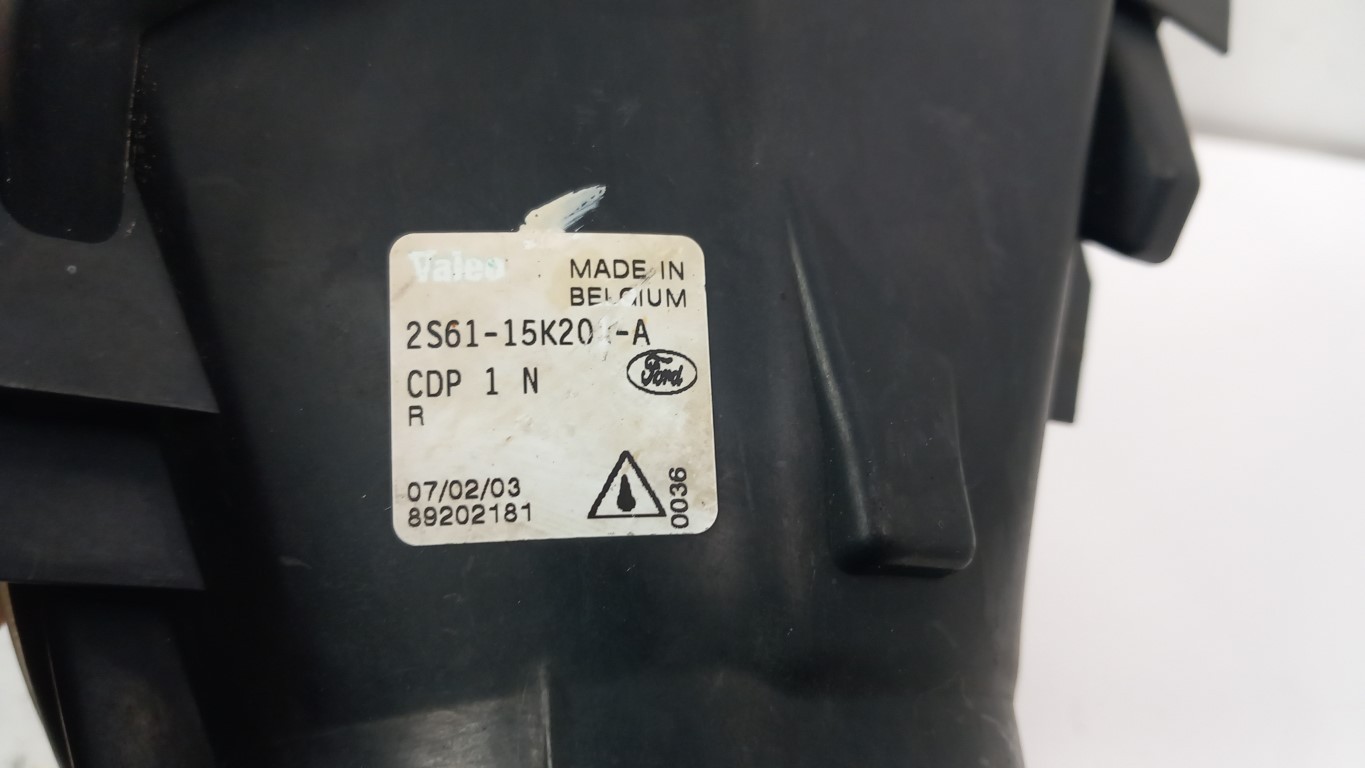 Valeo
MADE IN
BELGIUM
CDP 1 N
Ford
R
07/02/03
89202181
0036